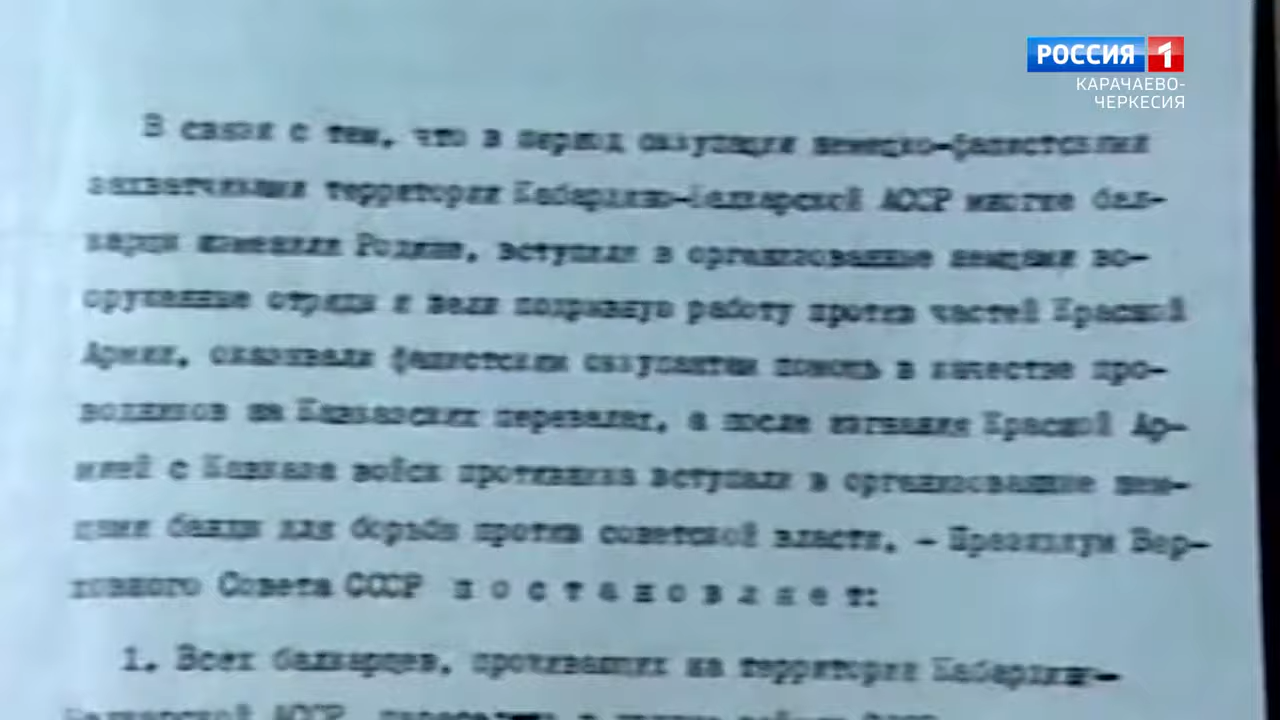 РОССИЯ 1
КАРАЧАЕВО-
ЧЕРКЕСИЯ
В связи с тем, что в период оккупации немецко-фашистскими
захватчиками территории Кабардино-Балкарской АССР многие бал-
карцы изменили Родине, вступили в организованные немцами во-
оруженные отряды и вели подрывную работу против частей Красной
Армии, оказывали фашистским оккупантам помощь в качестве про-
водников на Кавказских перевалах, а после изгнания Красной Ар-
мией с Кавказа войск противника вступали в организованные нем-
цами банды для борьбы против советской власти, - Президиум Вер-
ховного Совета СССР п о с т а н о в л я е т:
1. Всех балкарцев, проживающих на территории Кабардино-
Балкарской АССР,